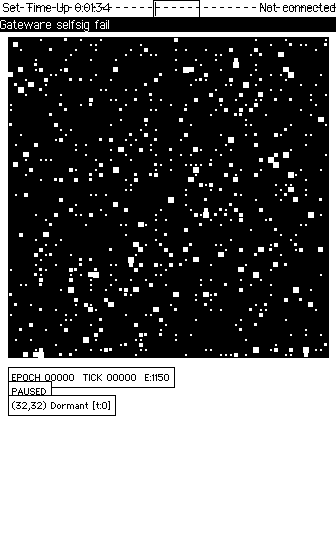 Set Time Up 0:01:34 Not connected
Gateware selfsig fail
EPOCH 00000 TICK 00000 E:1150
PAUSED
(32,32) Dormant [t:0]